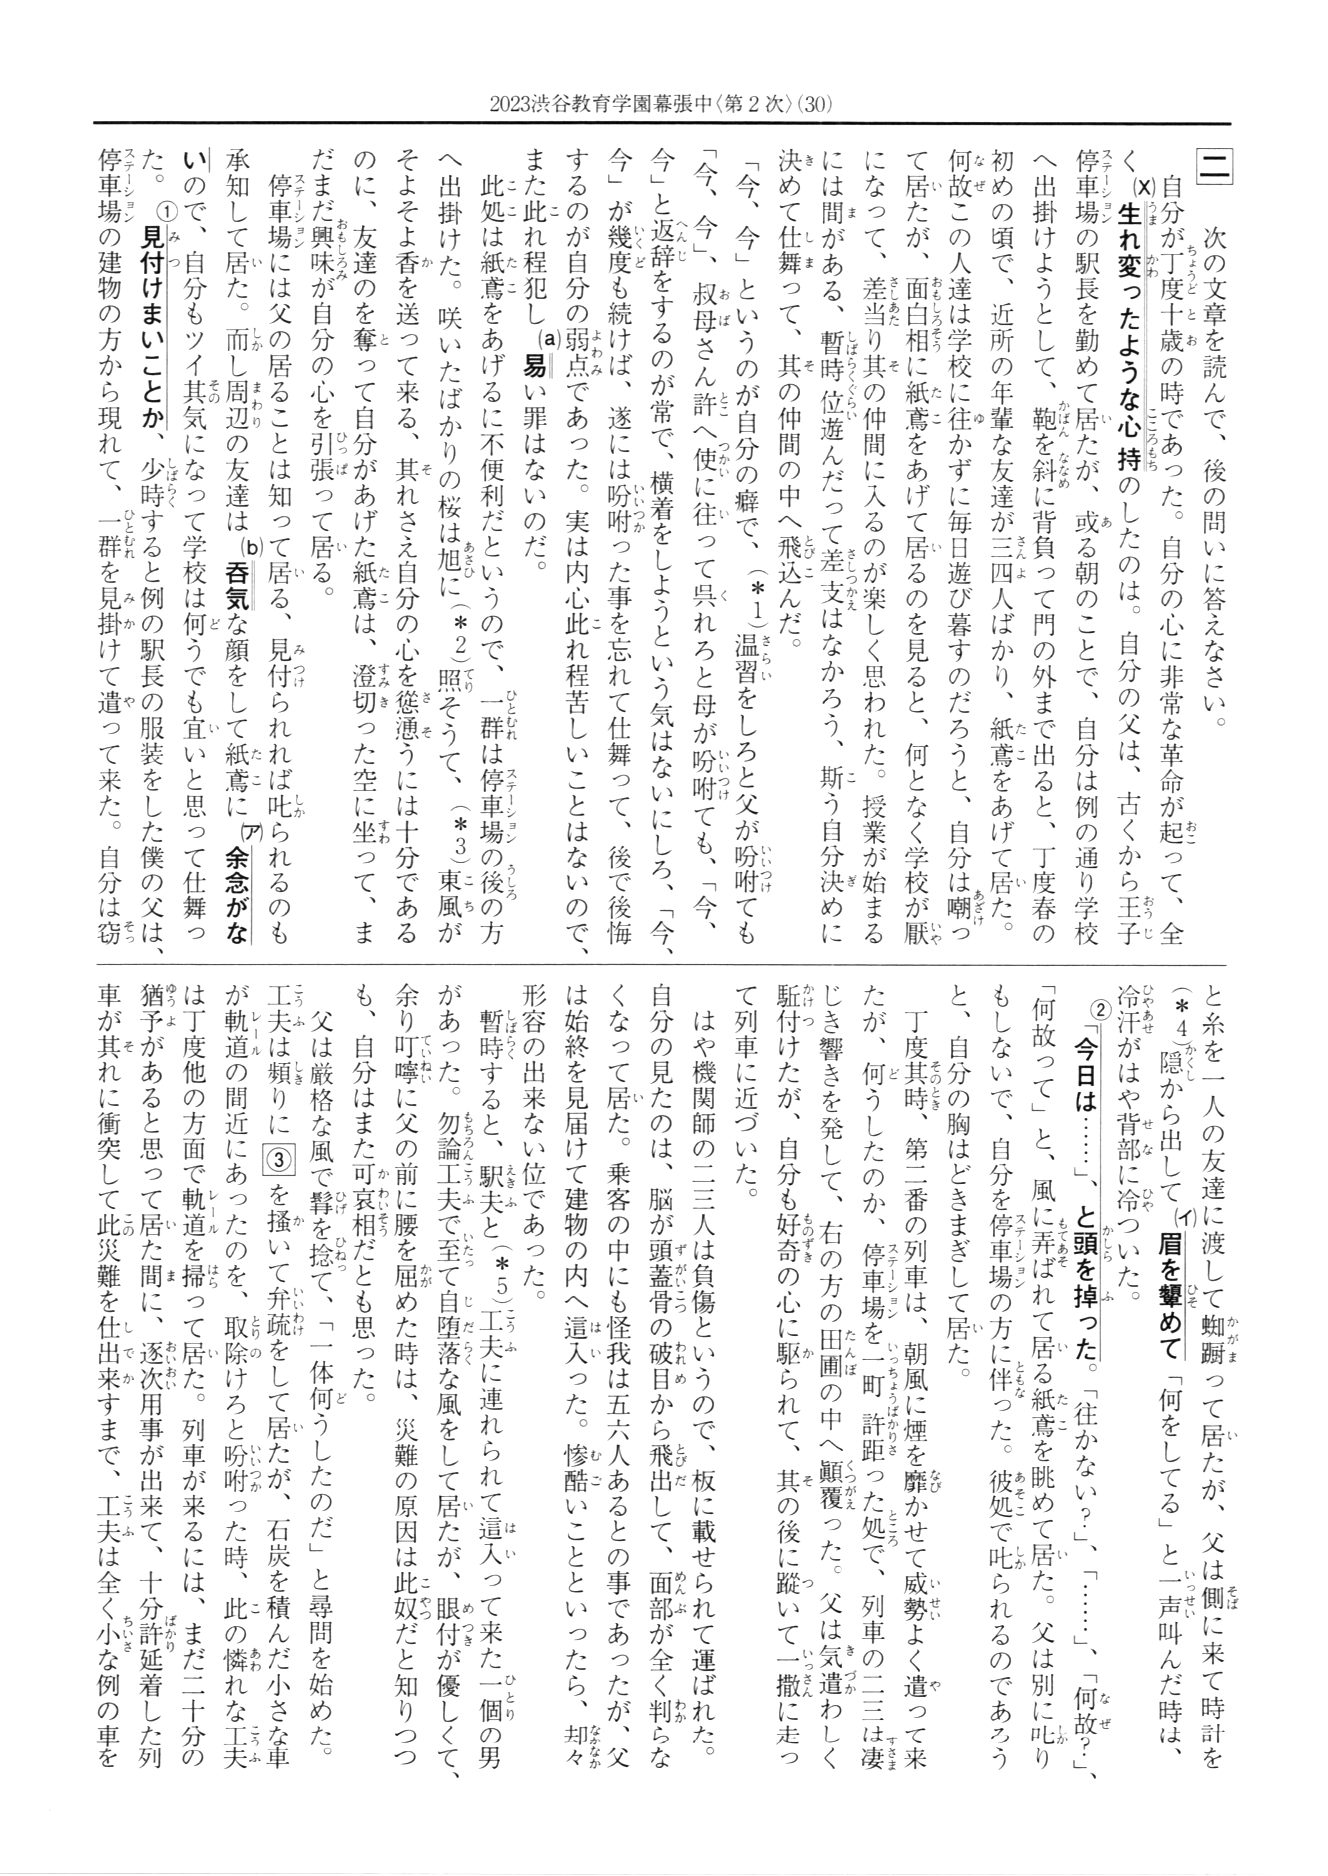 2023渋谷教育学園幕張中〈第2次〉(30)
二　次の文章を読んで、後の問いに答えなさい。
自分が丁度十歳の時であった。自分の心に非常な革命が起って、全
く(X)生れ変ったような心持のしたのは。自分の父は、古くから王子
停車場の駅長を勤めて居たが、或る朝のことで、自分は例の通り学校
へ出掛けようとして、鞄を斜に背負って門の外まで出ると、丁度春の
初めの頃で、近所の年輩な友達が三四人ばかり、紙鳶をあげて居た。
何故この人達は学校に往かずに毎日遊び暮すのだろうと、自分は嘲っ
て居たが、面白相に紙鳶をあげて居るのを見ると、何となく学校が厭
になって、差当り其の仲間に入るのが楽しく思われた。授業が始まる
には間がある、暫時位遊んだって差支はなかろう、斯う自分決めに
決めて仕舞って、其の仲間の中へ飛込んだ。
「今、今」というのが自分の癖で、(＊1)温習をしろと父が吩咐ても
「今、今」、叔母さん許へ使に往って呉れろと母が吩咐ても、「今、
今」と返辞をするのが常で、横着をしようという気はないにしろ、「今、
今」が幾度も続けば、遂には吩咐った事を忘れて仕舞って、後で後悔
するのが自分の弱点であった。実は内心此れ程苦しいことはないので、
また此れ程犯し(a)易い罪はないのだ。
此処は紙鳶をあげるに不便利だというので、一群は停車場の後の方
へ出掛けた。咲いたばかりの桜は旭に(＊2)照そうて、(＊3)東風が
そよそよ香を送って来る、其れさえ自分の心を慫慂うには十分である
のに、友達のを奪って自分があげた紙鳶は、澄切った空に坐って、ま
だまだ興味が自分の心を引張って居る。
停車場には父の居ることは知って居る、見付られれば叱られるのも
承知して居た。而し周辺の友達は(b)呑気な顔をして紙鳶に(ア)余念がな
いので、自分もツイ其気になって学校は何うでも宜いと思って仕舞っ
た。①見付けまいことか、少時すると例の駅長の服装をした僕の父は、
停車場の建物の方から現れて、一群を見掛けて遣って来た。自分は窃
と糸を一人の友達に渡して蜘蹰って居たが、父は側に来て時計を
(＊4)隠から出して(イ)眉を顰めて「何をしてる」と一声叫んだ時は、
冷汗がはや背部に冷ついた。
②「今日は……」、と頭を掉った。「往かない？」、「……」、「何故？」、
「何故って」と、風に弄ばれて居る紙鳶を眺めて居た。父は別に叱り
もしないで、自分を停車場の方に伴った。彼処で叱られるのであろう
と、自分の胸はどきまぎして居た。
丁度其時、第二番の列車は、朝風に煙を靡かせて威勢よく遣って来
たが、何うしたのか、停車場を一町許距った処で、列車の二三は凄
じき響きを発して、右の方の田圃の中へ顚覆った。父は気遣わしく
駈付けたが、自分も好奇の心に駆られて、其の後に蹤いて一撒に走っ
て列車に近づいた。
はや機関師の二三人は負傷というので、板に載せられて運ばれた。
自分の見たのは、脳が頭蓋骨の破目から飛出して、面部が全く判らな
くなって居た。乗客の中にも怪我は五六人あるとの事であったが、父
は始終を見届けて建物の内へ這入った。惨酷いことといったら、却々
形容の出来ない位であった。
暫時すると、駅夫と(＊5)工夫に連れられて這入って来た一個の男
があった。勿論工夫で至て自堕落な風をして居たが、眼付が優しくて、
余り叮嚀に父の前に腰を屈めた時は、災難の原因は此奴だと知りつつ
も、自分はまた可哀相だとも思った。
父は厳格な風で髯を捻て、「一体何うしたのだ」と尋問を始めた。
工夫は頻りに③を搔いて弁疏をして居たが、石炭を積んだ小さな車
が軌道の間近にあったのを、取除けろと吩咐った時、此の憐れな工夫
は丁度他の方面で軌道を掃って居た。列車が来るには、まだ二十分の
猶予があると思って居た間に、逐次用事が出来て、十分許延着した列
車が其れに衝突して此災難を仕出来すまで、工夫は全く小な例の車を